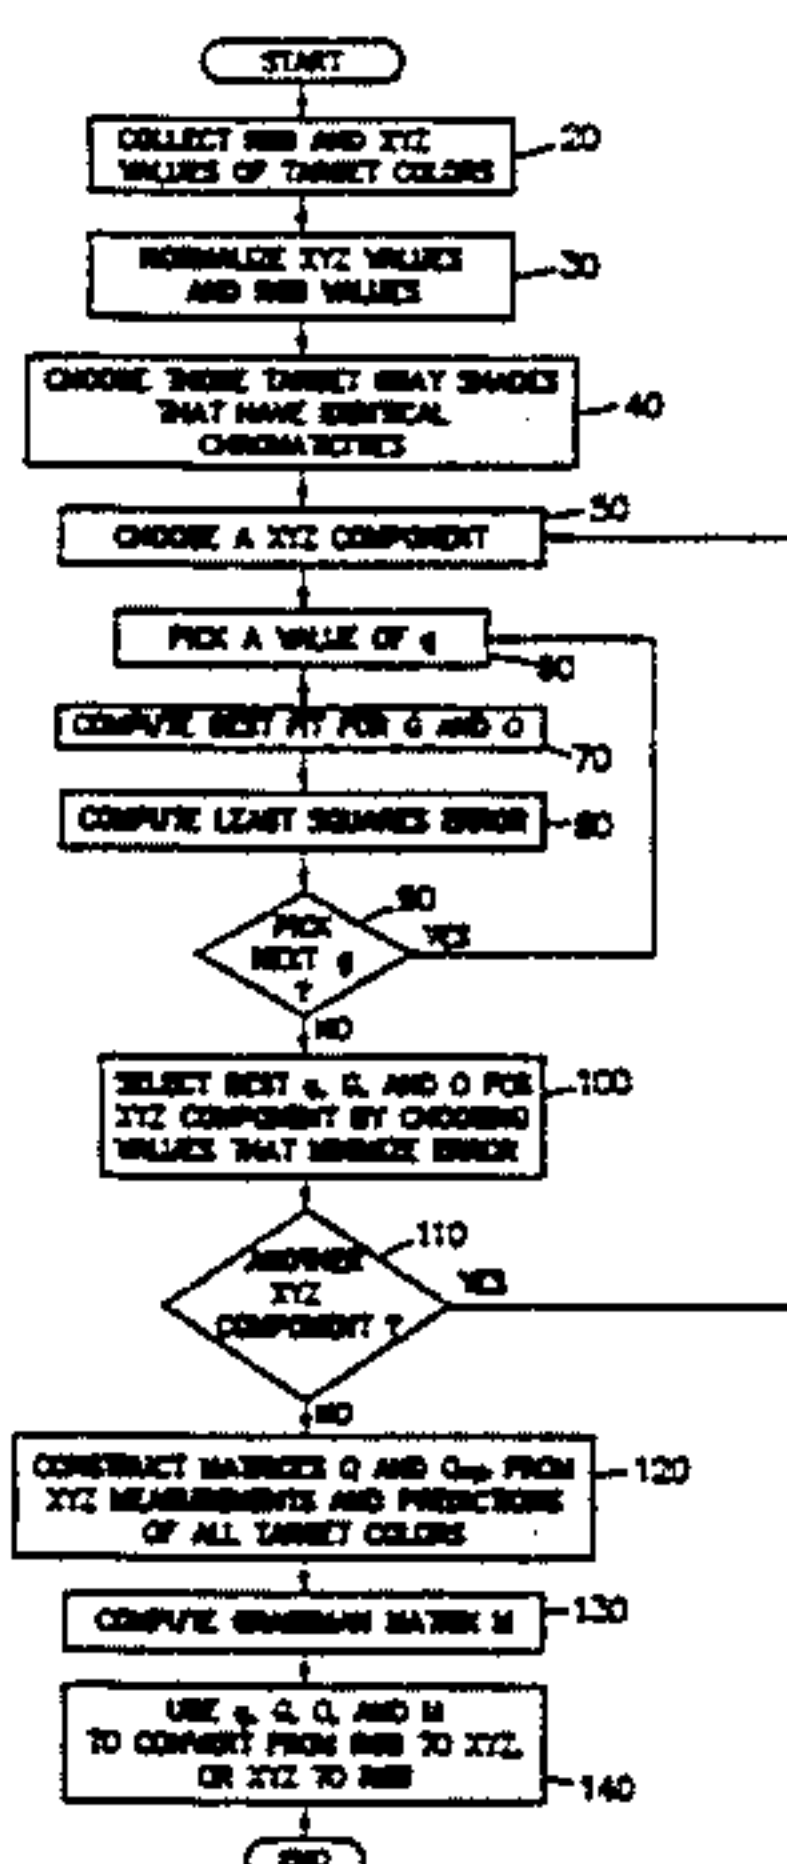 START
COLLECT RGB AND XYZ
VALUES OF TARGET COLORS
20
NORMALIZE XYZ VALUES
AND RGB VALUES
30
CHOOSE THOSE TARGET GRAY SHADES
THAT HAVE IDENTICAL
CHROMATICITIES
40
CHOOSE A XYZ COMPONENT
50
PICK A VALUE OF g
60
COMPUTE BEST FIT FOR G AND O
70
COMPUTE LEAST SQUARES ERROR
80
PICK
NEXT g
?
90
YES
NO
SELECT BEST g, G, AND O FOR
XYZ COMPONENT BY CHOOSING
VALUES THAT MINIMIZE ERROR
100
ANOTHER
XYZ
COMPONENT ?
110
YES
NO
CONSTRUCT MATRICES Q AND FROM
XYZ MEASUREMENTS AND PREDICTIONS
OF ALL TARGET COLORS
120
COMPUTE MATRIX M
130
USE g, G, O, AND M
TO CONVERT FROM RGB TO XYZ,
OR XYZ TO RGB
140
END